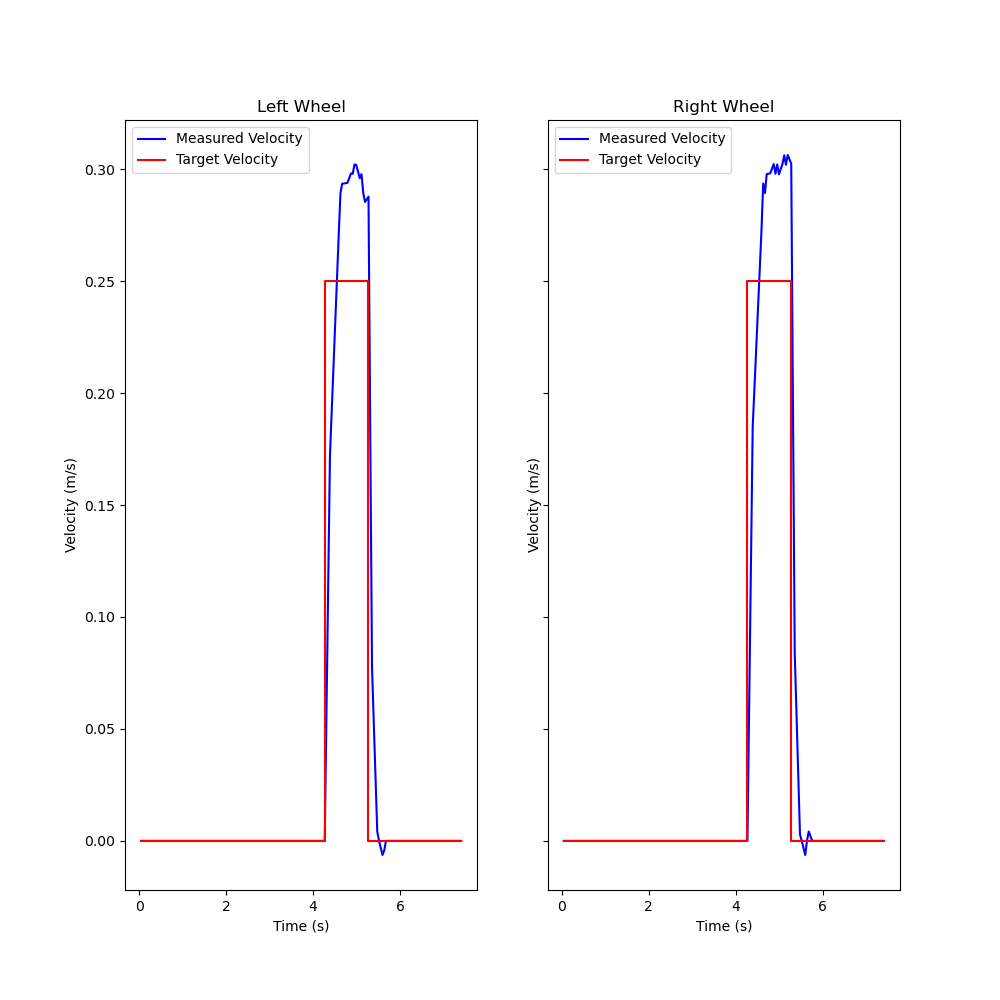 Left Wheel
Measured Velocity
Target Velocity
0.30
0.25
0.20
0.15
0.10
0.05
0.00
Velocity (m/s)
0 2 4 6
Time (s)
Right Wheel
Measured Velocity
Target Velocity
Velocity (m/s)
0 2 4 6
Time (s)